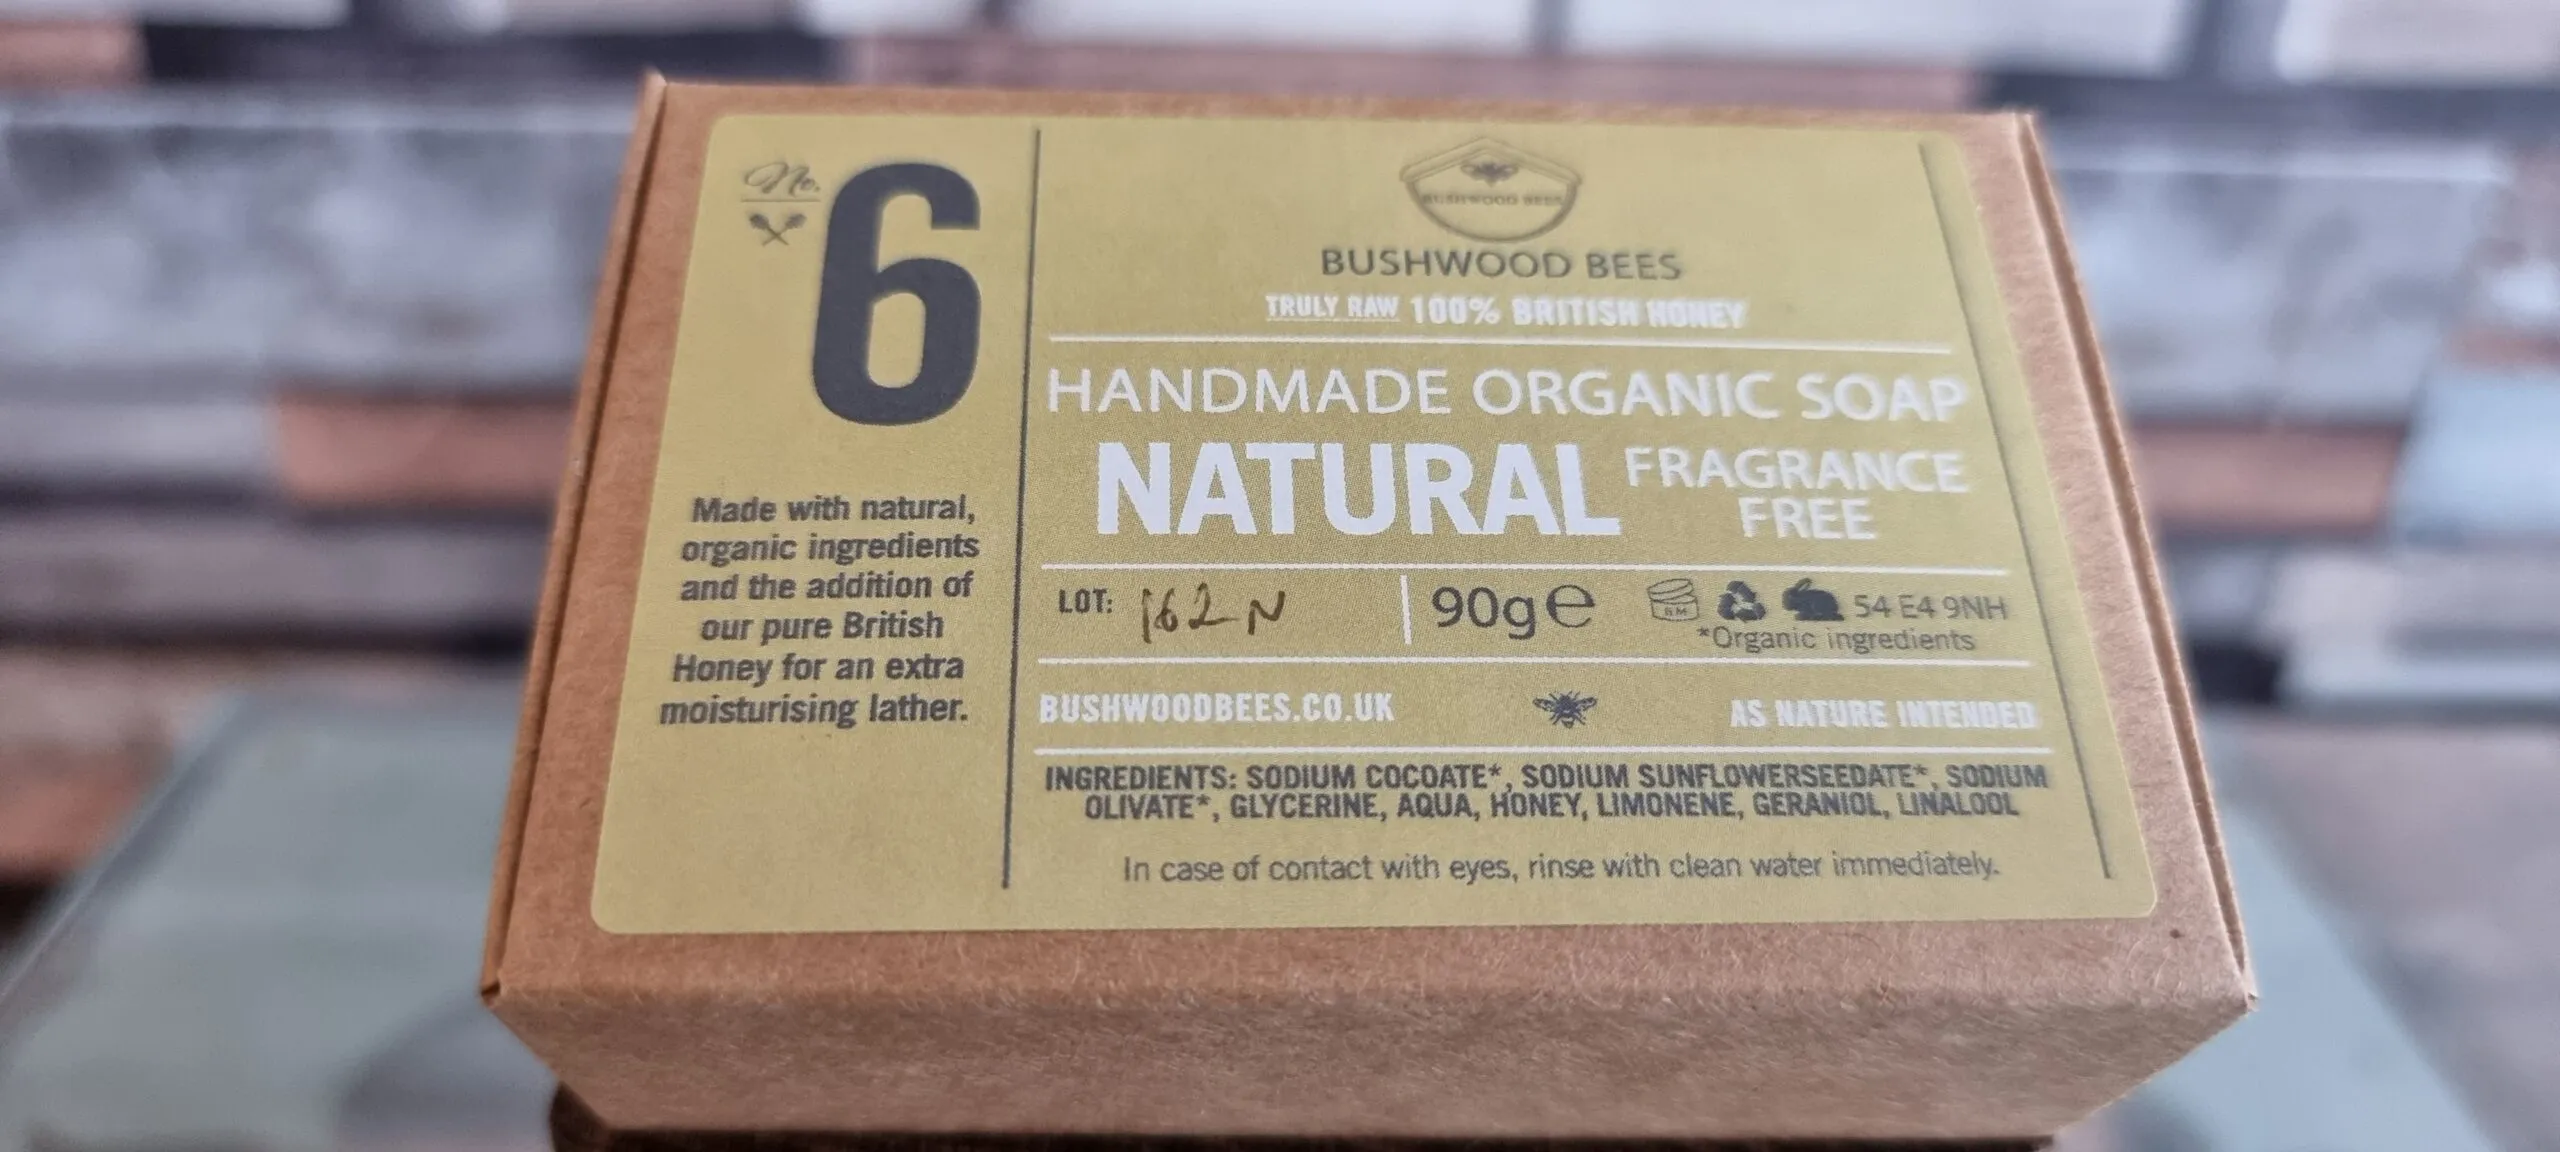 No.
6
Made with natural,
organic ingredients
and the addition of
our pure British
Honey for an extra
moisturising lather.
BUSHWOOD BEES
BUSHWOOD BEES
TRULY RAW 100% BRITISH HONEY
HANDMADE ORGANIC SOAP
NATURAL FRAGRANCE
FREE
LOT: 162N
90g℮
6M
54 E4 9NH
*Organic ingredients
BUSHWOODBEES.CO.UK
AS NATURE INTENDED
INGREDIENTS: SODIUM COCOATE*, SODIUM SUNFLOWERSEEDATE*, SODIUM
OLIVATE*, GLYCERINE, AQUA, HONEY, LIMONENE, GERANIOL, LINALOOL
In case of contact with eyes, rinse with clean water immediately.